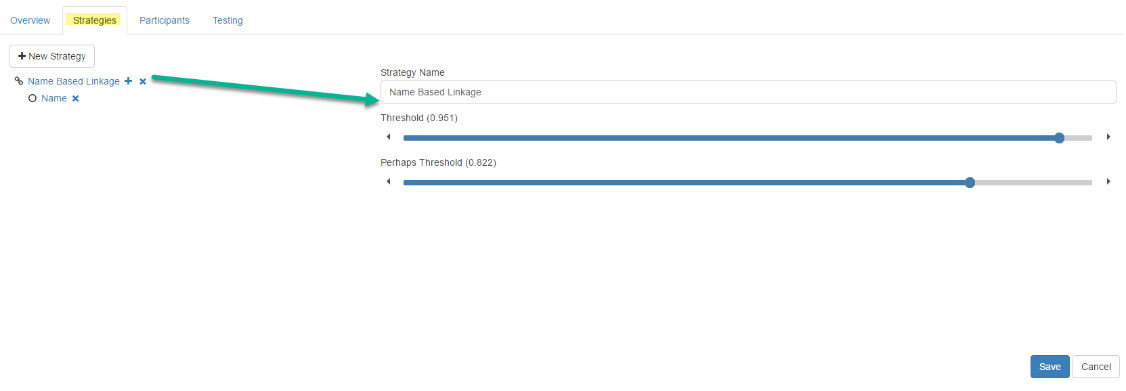 Overview Strategies Participants Testing
New Strategy
Name Based Linkage
Name
Strategy Name
Name Based Linkage
Threshold (0.951)
Perhaps Threshold (0.822)
Save Cancel